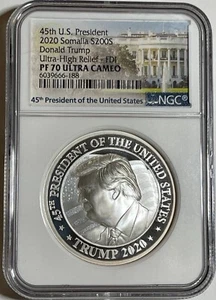 45th U.S. President
2020 Somalia S200S
Donald Trump
Ultra-High Relief - FDI
PF 70 ULTRA CAMEO
6039666-188
45th President of the United States
NGC
45TH PRESIDENT OF THE UNITED STATES
TRUMP 2020